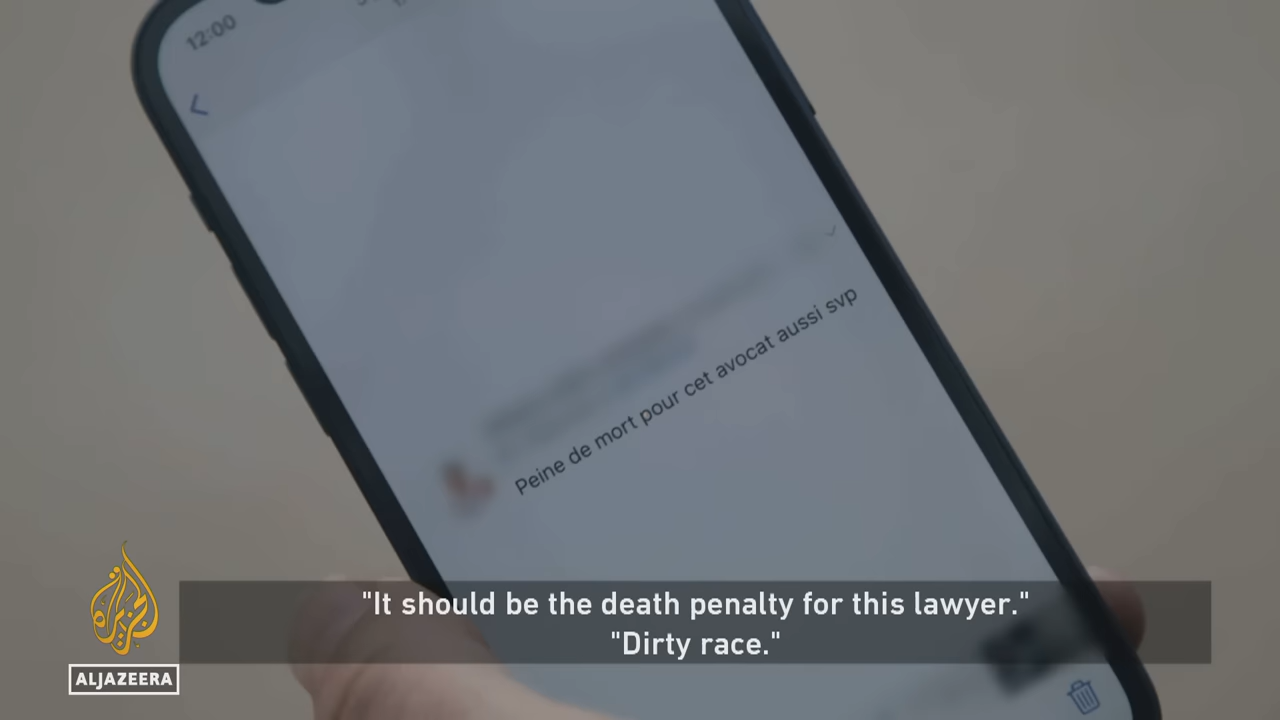 12:00
Peine de mort pour cet avocat aussi svp
"It should be the death penalty for this lawyer."
"Dirty race."
ALJAZEERA